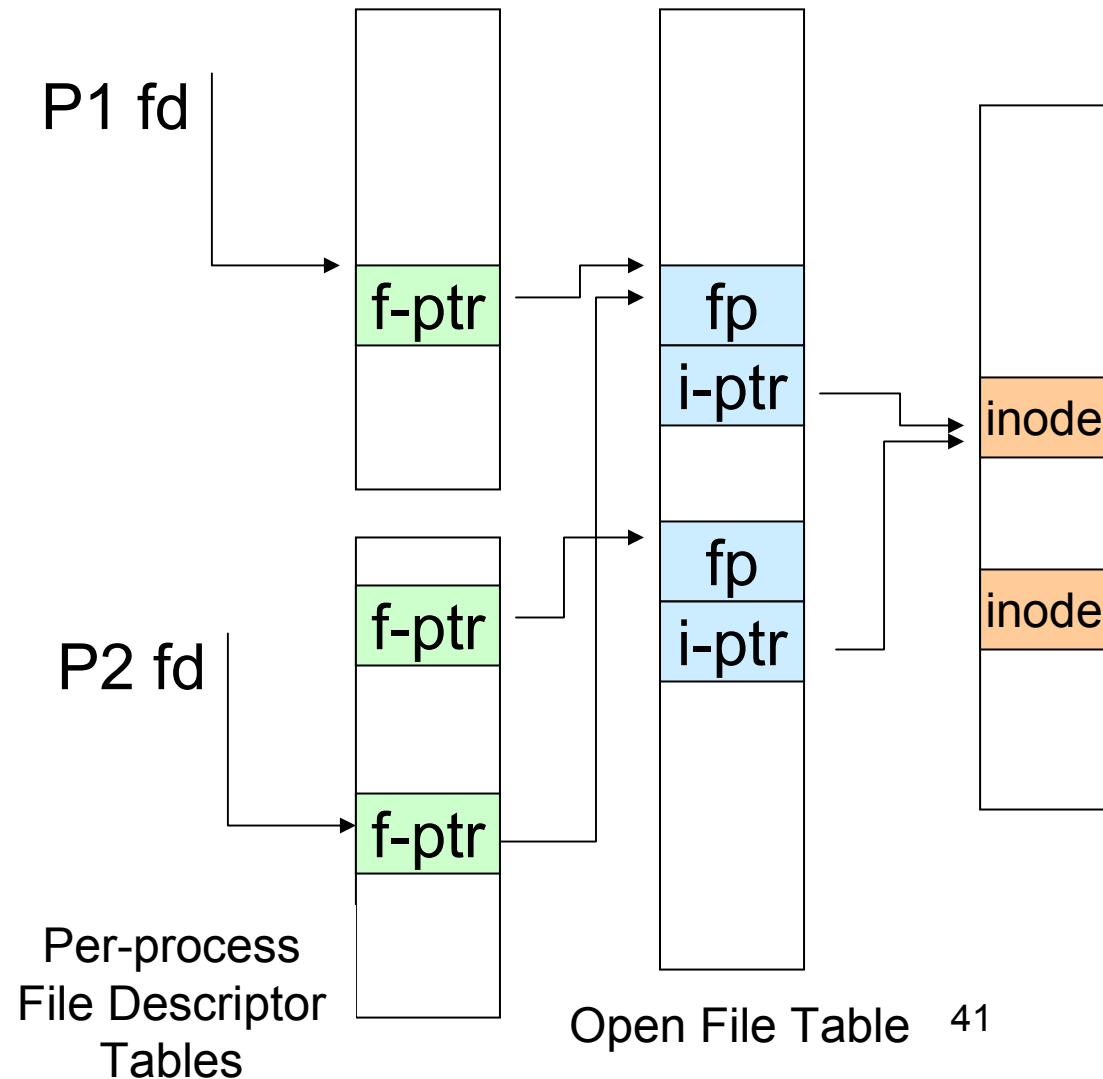 P1 fd
f-ptr
fp
i-ptr
inode
fp
f-ptr
inode
i-ptr
P2 fd
f-ptr
Per-process
File Descriptor
Tables
Open File Table
41